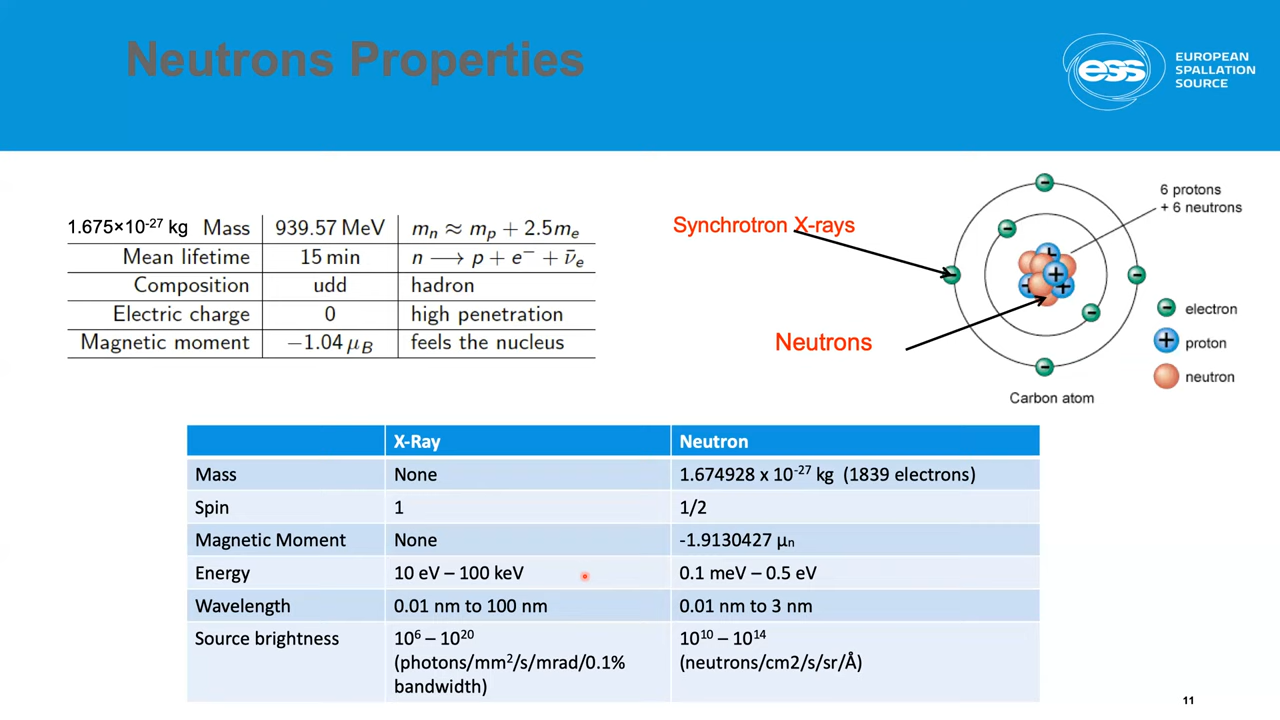 Neutrons Properties
ess
EUROPEAN
SPALLATION
SOURCE
1.675×10⁻²⁷ kg Mass 939.57 MeV mₙ ≈ mₚ + 2.5mₑ
Mean lifetime 15 min n ⟶ p + e⁻ + ν̄ₑ
Composition udd hadron
Electric charge 0 high penetration
Magnetic moment −1.04 μ_B feels the nucleus
Synchrotron X-rays
Neutrons
6 protons
+ 6 neutrons
electron
proton
neutron
Carbon atom
X-Ray Neutron
Mass None 1.674928 x 10⁻²⁷ kg (1839 electrons)
Spin 1 1/2
Magnetic Moment None -1.9130427 μₙ
Energy 10 eV – 100 keV 0.1 meV – 0.5 eV
Wavelength 0.01 nm to 100 nm 0.01 nm to 3 nm
Source brightness 10⁶ – 10²⁰ 10¹⁰ – 10¹⁴
(photons/mm²/s/mrad/0.1% (neutrons/cm2/s/sr/Å)
bandwidth)
11